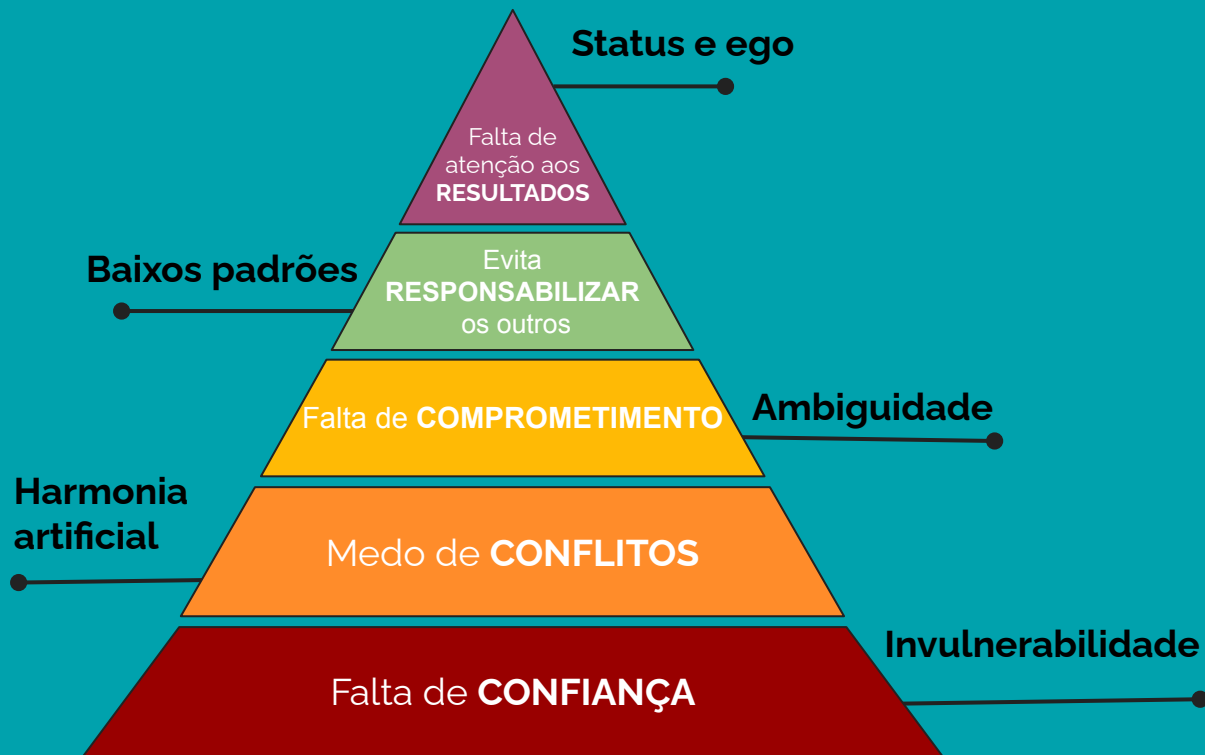 Status e ego
Falta de
atenção aos
RESULTADOS
Baixos padrões
Evita
RESPONSABILIZAR
os outros
Falta de COMPROMETIMENTO
Ambiguidade
Harmonia
artificial
Medo de CONFLITOS
Invulnerabilidade
Falta de CONFIANÇA